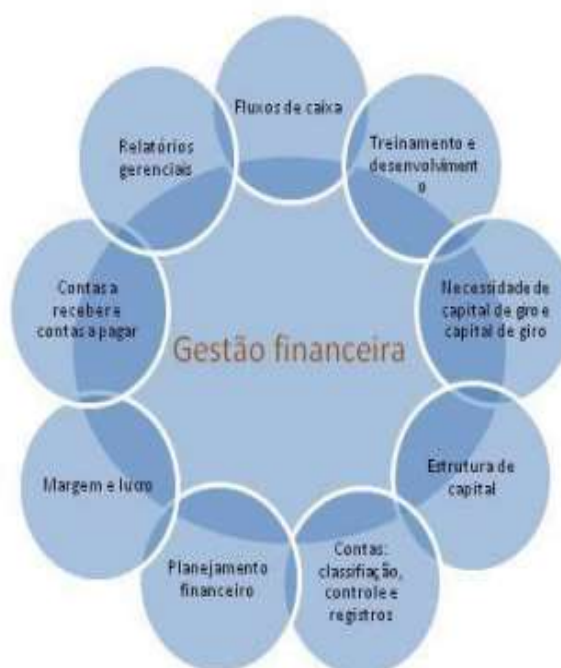 Fluxos de caixa
Treinamento e
desenvolviment
o
Necessidade de
capital de giro e
capital de giro
Estrutura de
capital
Contas:
classifiação,
controle e
registros
Planejamento
financeiro
Margem e lucro
Contas a
receber e
contas a pagar
Relatórios
gerenciais
Gestão financeira